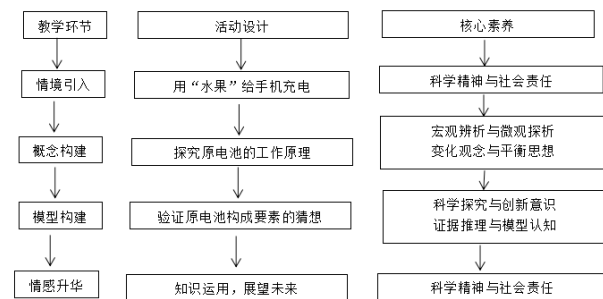 教学环节
活动设计
核心素养
情境引入
用“水果”给手机充电
科学精神与社会责任
概念构建
探究原电池的工作原理
宏观辨析与微观探析
变化观念与平衡思想
模型构建
验证原电池构成要素的猜想
科学探究与创新意识
证据推理与模型认知
情感升华
知识运用，展望未来
科学精神与社会责任